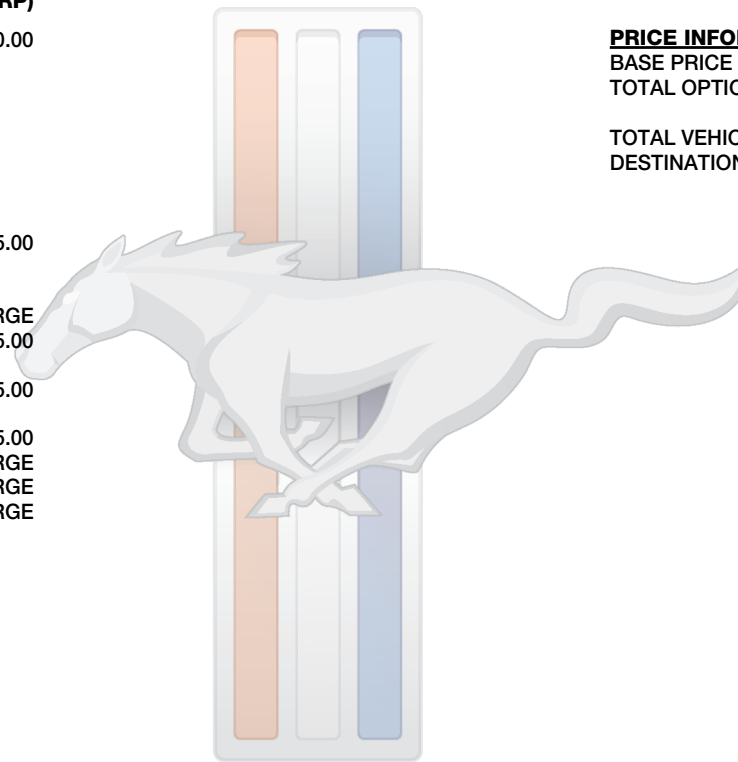 RP)
0.00
5.00
RGE
5.00
5.00
5.00
RGE
RGE
RGE
PRICE INFO
BASE PRICE
TOTAL OPTIO
TOTAL VEHIC
DESTINATION